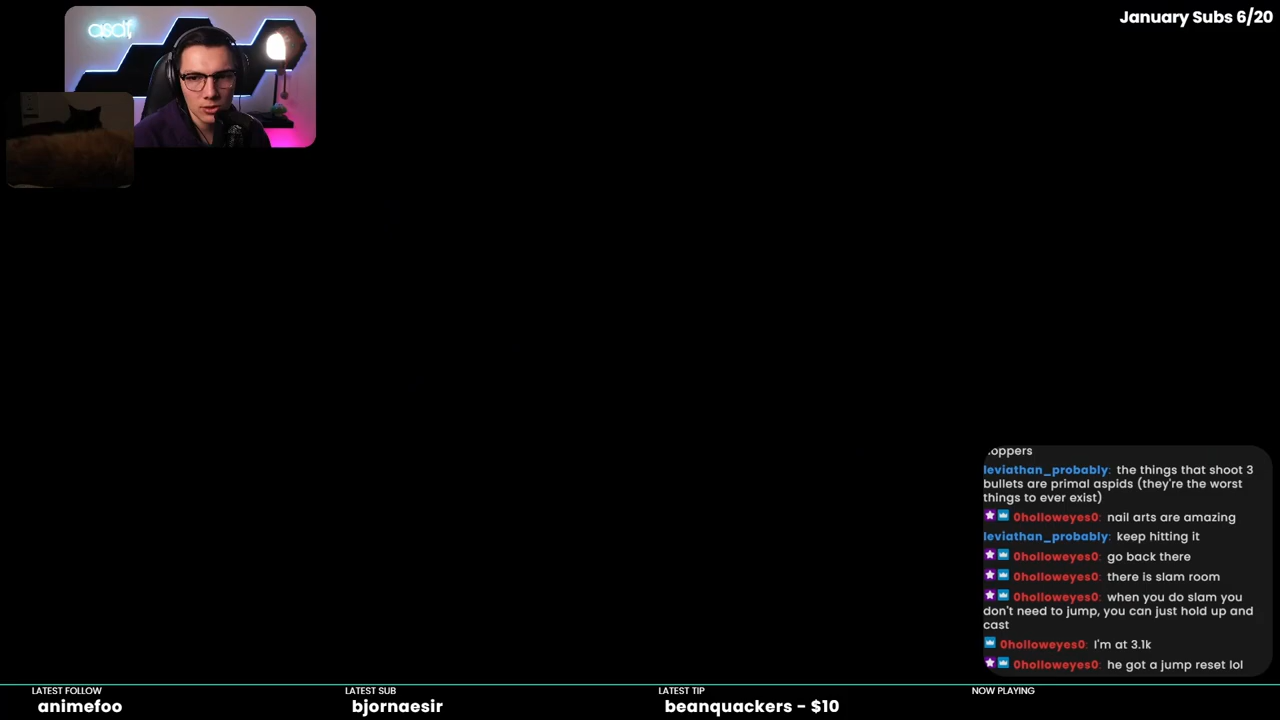 asdf
January Subs 6/20
leviathan_probably: the things that shoot 3
bullets are primal aspids (they're the worst
things to ever exist)
0holloweyes0: nail arts are amazing
leviathan_probably: keep hitting it
0holloweyes0: go back there
0holloweyes0: there is slam room
0holloweyes0: when you do slam you
don't need to jump, you can just hold up and
cast
0holloweyes0: I'm at 3.1k
0holloweyes0: he got a jump reset lol
LATEST FOLLOW
animefoo
LATEST SUB
bjornaesir
LATEST TIP
beanquackers - $10
NOW PLAYING